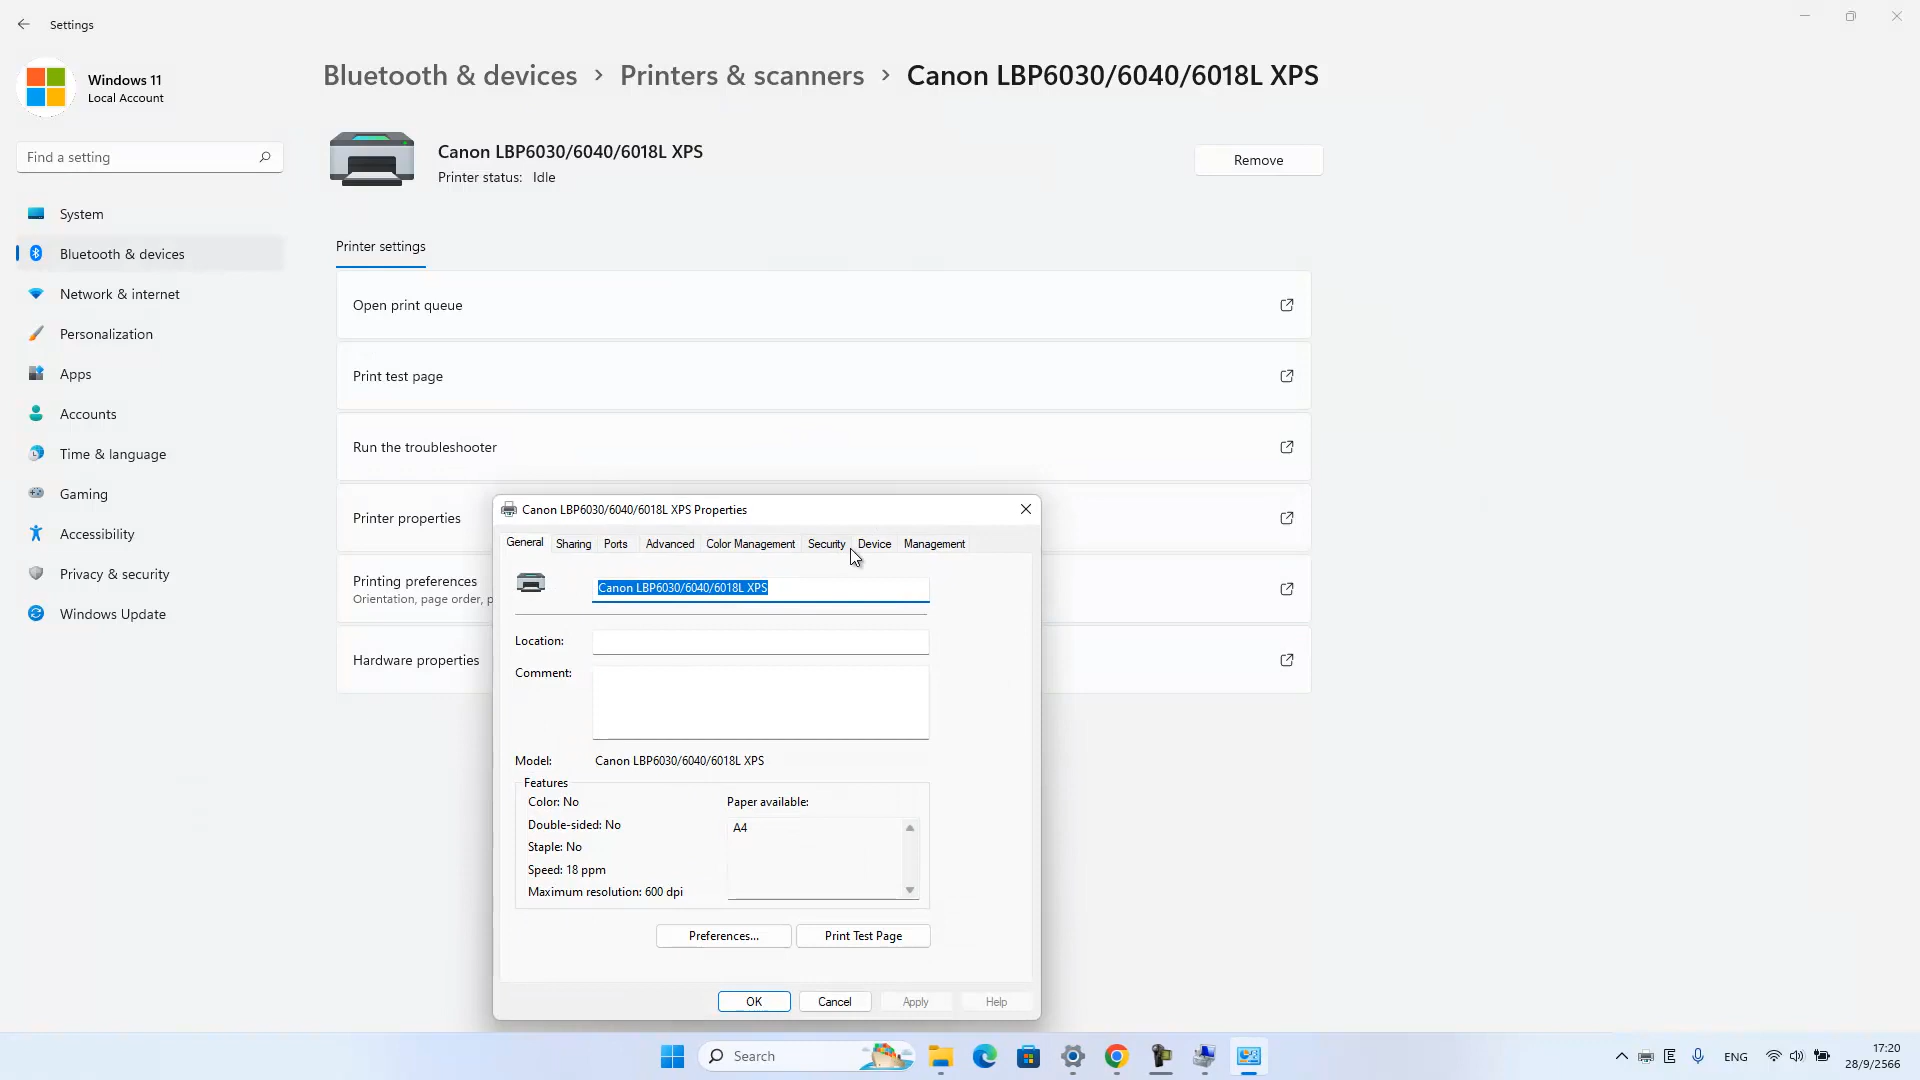 Settings
Windows 11
Local Account
Find a setting
System
Bluetooth & devices
Network & internet
Personalization
Apps
Accounts
Time & language
Gaming
Accessibility
Privacy & security
Windows Update
Bluetooth & devices › Printers & scanners › Canon LBP6030/6040/6018L XPS
Canon LBP6030/6040/6018L XPS
Printer status: Idle
Remove
Printer settings
Open print queue
Print test page
Run the troubleshooter
Printer properties
Printing preferences
Orientation, page order, p
Hardware properties
Canon LBP6030/6040/6018L XPS Properties
General Sharing Ports Advanced Color Management Security Device Management
Canon LBP6030/6040/6018L XPS
Location:
Comment:
Model: Canon LBP6030/6040/6018L XPS
Features
Color: No
Double-sided: No
Staple: No
Speed: 18 ppm
Maximum resolution: 600 dpi
Paper available:
A4
Preferences... Print Test Page
OK Cancel Apply Help
Search
ENG
17:20
28/9/2566